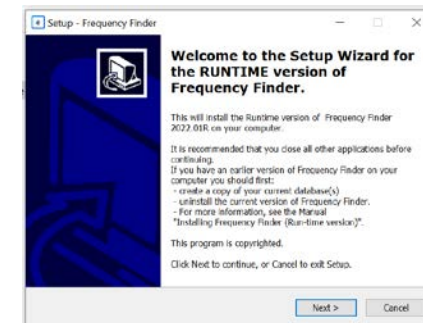 Setup - Frequency Finder
Welcome to the Setup Wizard for
the RUNTIME version of
Frequency Finder.
This will install the Runtime version of Frequency Finder
2022.01R on your computer.
It is recommended that you close all other applications before
continuing.
If you have an earlier version of Frequency Finder on your
computer you should first:
- create a copy of your current database(s)
- uninstall the current version of Frequency Finder.
- For more information, see the Manual
"Installing Frequency Finder (Run-time version)".
This program is copyrighted.
Click Next to continue, or Cancel to exit Setup.
Next >
Cancel